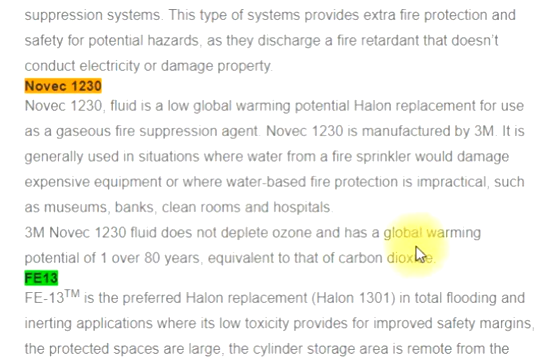 suppression systems. This type of systems provides extra fire protection and
safety for potential hazards, as they discharge a fire retardant that doesn't
conduct electricity or damage property.
Novec 1230
Novec 1230, fluid is a low global warming potential Halon replacement for use
as a gaseous fire suppression agent. Novec 1230 is manufactured by 3M. It is
generally used in situations where water from a fire sprinkler would damage
expensive equipment or where water-based fire protection is impractical, such
as museums, banks, clean rooms and hospitals.
3M Novec 1230 fluid does not deplete ozone and has a global warming
potential of 1 over 80 years, equivalent to that of carbon dioxide.
FE13
FE-13™ is the preferred Halon replacement (Halon 1301) in total flooding and
inerting applications where its low toxicity provides for improved safety margins,
the protected spaces are large, the cylinder storage area is remote from the